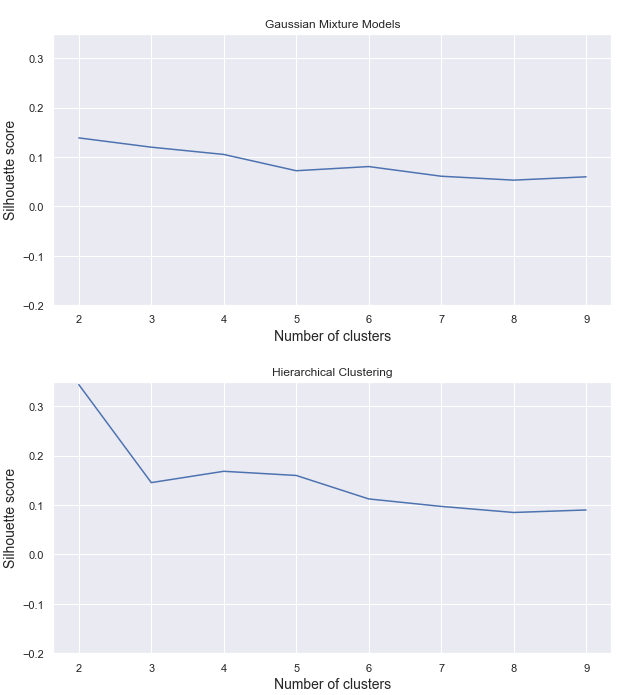 Gaussian Mixture Models
0.3
0.2
0.1
0.0
−0.1
−0.2
Silhouette score
2 3 4 5 6 7 8 9
Number of clusters
Hierarchical Clustering
0.3
0.2
0.1
0.0
−0.1
−0.2
Silhouette score
2 3 4 5 6 7 8 9
Number of clusters